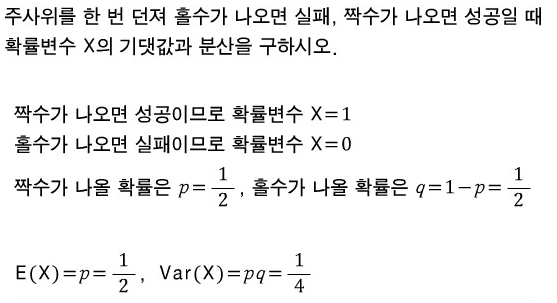 주사위를 한 번 던져 홀수가 나오면 실패, 짝수가 나오면 성공일 때
확률변수 X의 기댓값과 분산을 구하시오.
짝수가 나오면 성공이므로 확률변수 X=1
홀수가 나오면 실패이므로 확률변수 X=0
짝수가 나올 확률은 p=1/2, 홀수가 나올 확률은 q=1-p=1/2
E(X)=p=1/2, Var(X)=pq=1/4